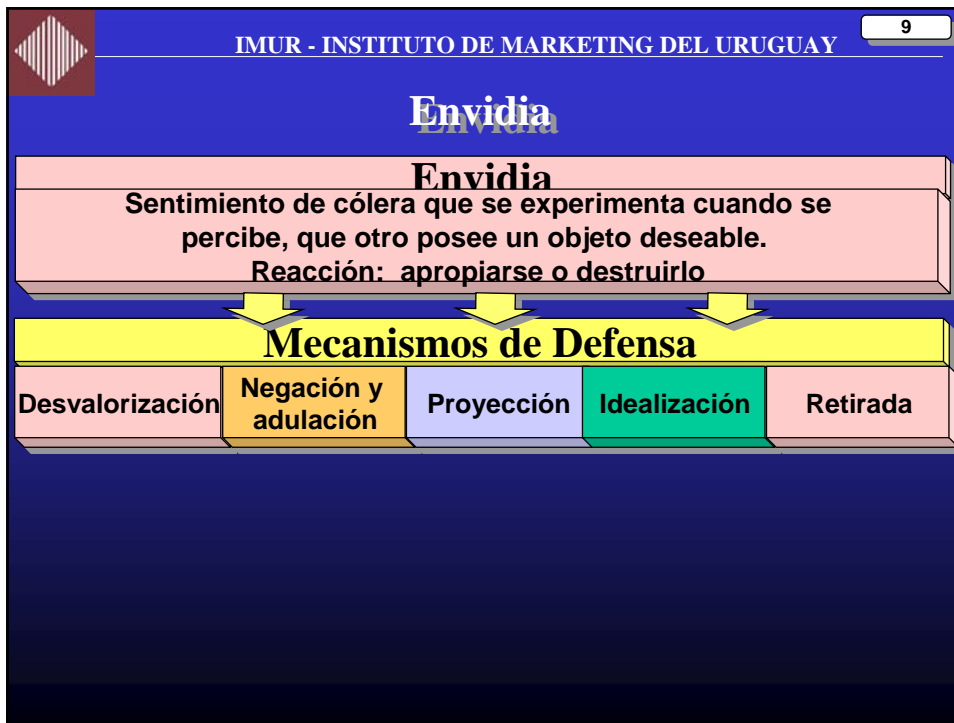 9
IMUR - INSTITUTO DE MARKETING DEL URUGUAY
Envidia
Envidia
Sentimiento de cólera que se experimenta cuando se
percibe, que otro posee un objeto deseable.
Reacción: apropiarse o destruirlo
Mecanismos de Defensa
Desvalorización
Negación y
adulación
Proyección
Idealización
Retirada